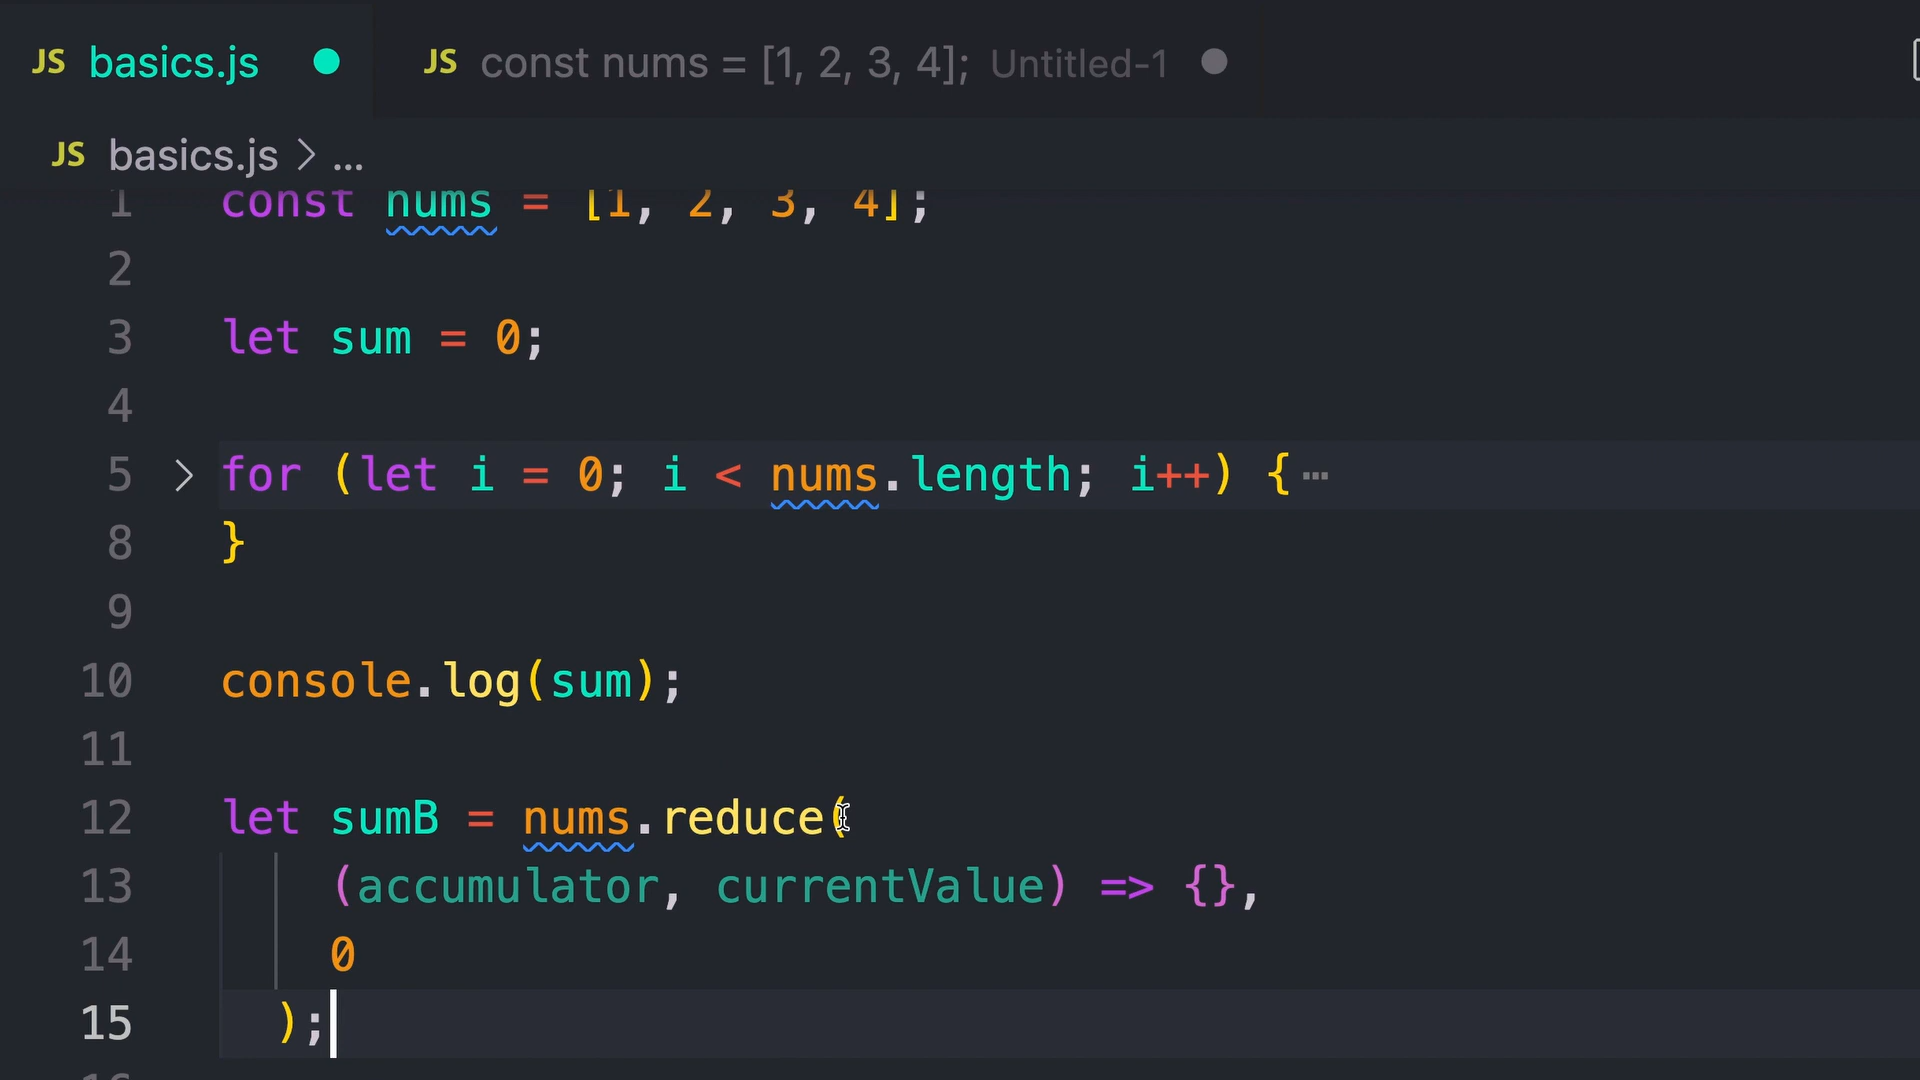 JS basics.js ● JS const nums = [1, 2, 3, 4]; Untitled-1 ●
JS basics.js > ...
1 const nums = [1, 2, 3, 4];
2
3 let sum = 0;
4
5 > for (let i = 0; i < nums.length; i++) {⋯
8 }
9
10 console.log(sum);
11
12 let sumB = nums.reduce(
13 (accumulator, currentValue) => {},
14 0
15 );
16